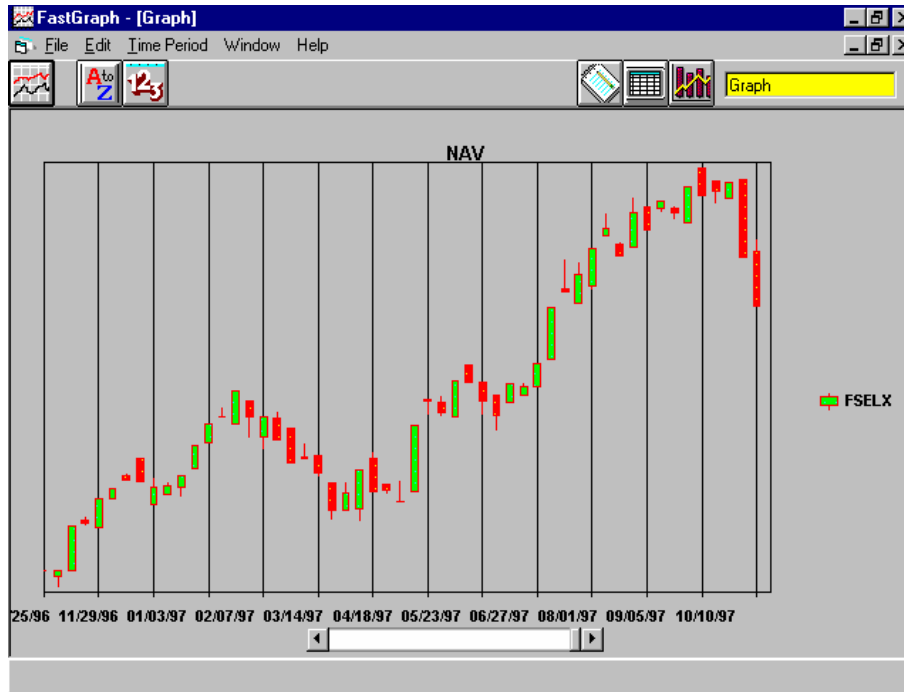 FastGraph - [Graph]
File Edit Time Period Window Help
A to Z 123 Graph
NAV
FSELX
25/96 11/29/96 01/03/97 02/07/97 03/14/97 04/18/97 05/23/97 06/27/97 08/01/97 09/05/97 10/10/97